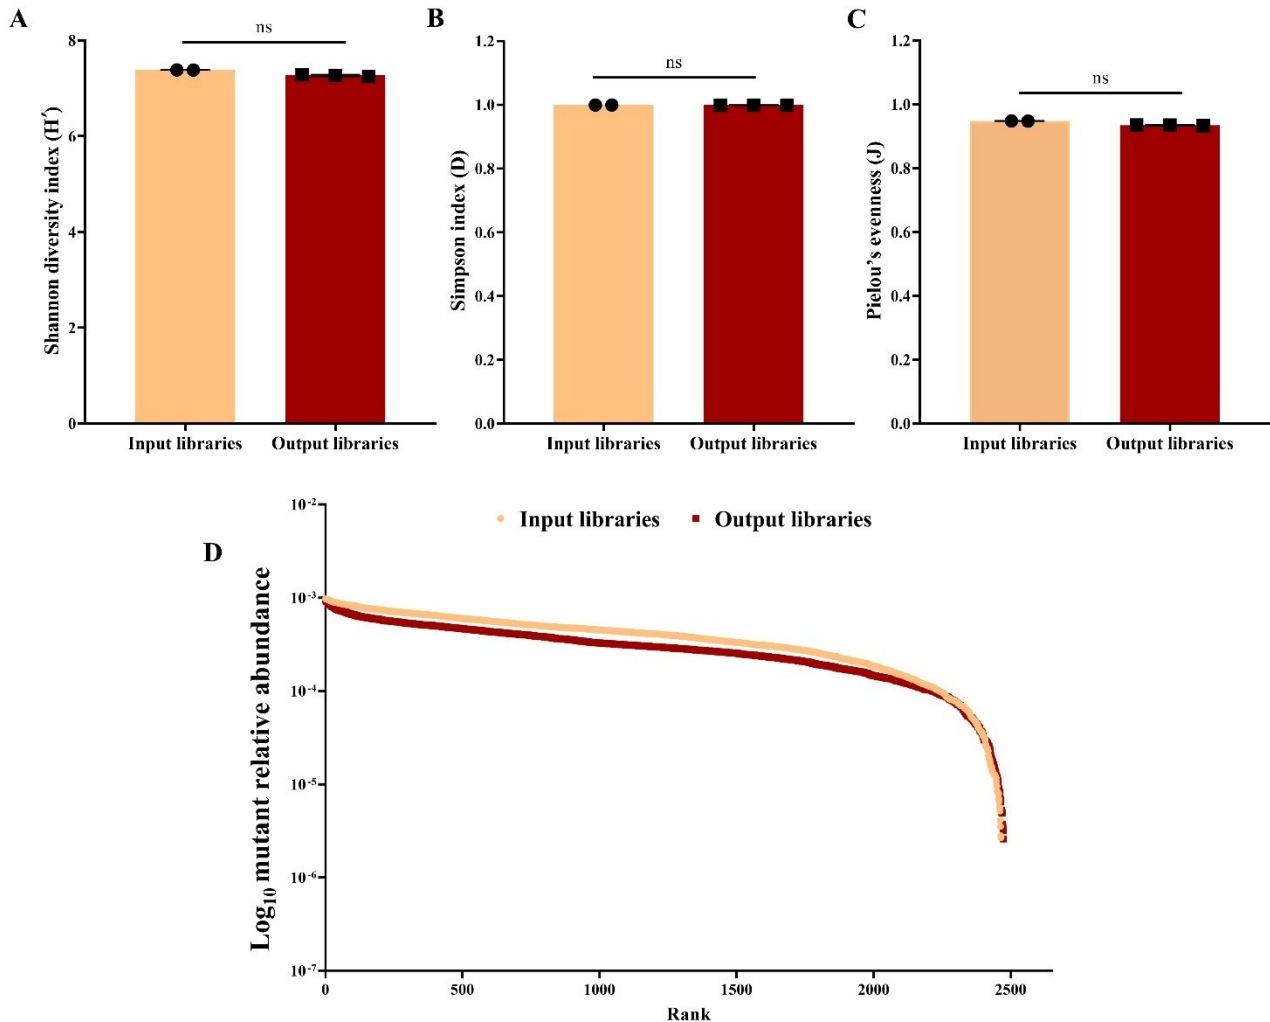 A
ns
Shannon diversity index (H′)
8
6
4
2
0
Input libraries Output libraries
B
ns
Simpson index (D)
1.2
1.0
0.8
0.6
0.4
0.2
0.0
Input libraries Output libraries
C
ns
Pielou's evenness (J)
1.2
1.0
0.8
0.6
0.4
0.2
0.0
Input libraries Output libraries
D
Input libraries Output libraries
Log10 mutant relative abundance
10-2
10-3
10-4
10-5
10-6
10-7
0 500 1000 1500 2000 2500
Rank